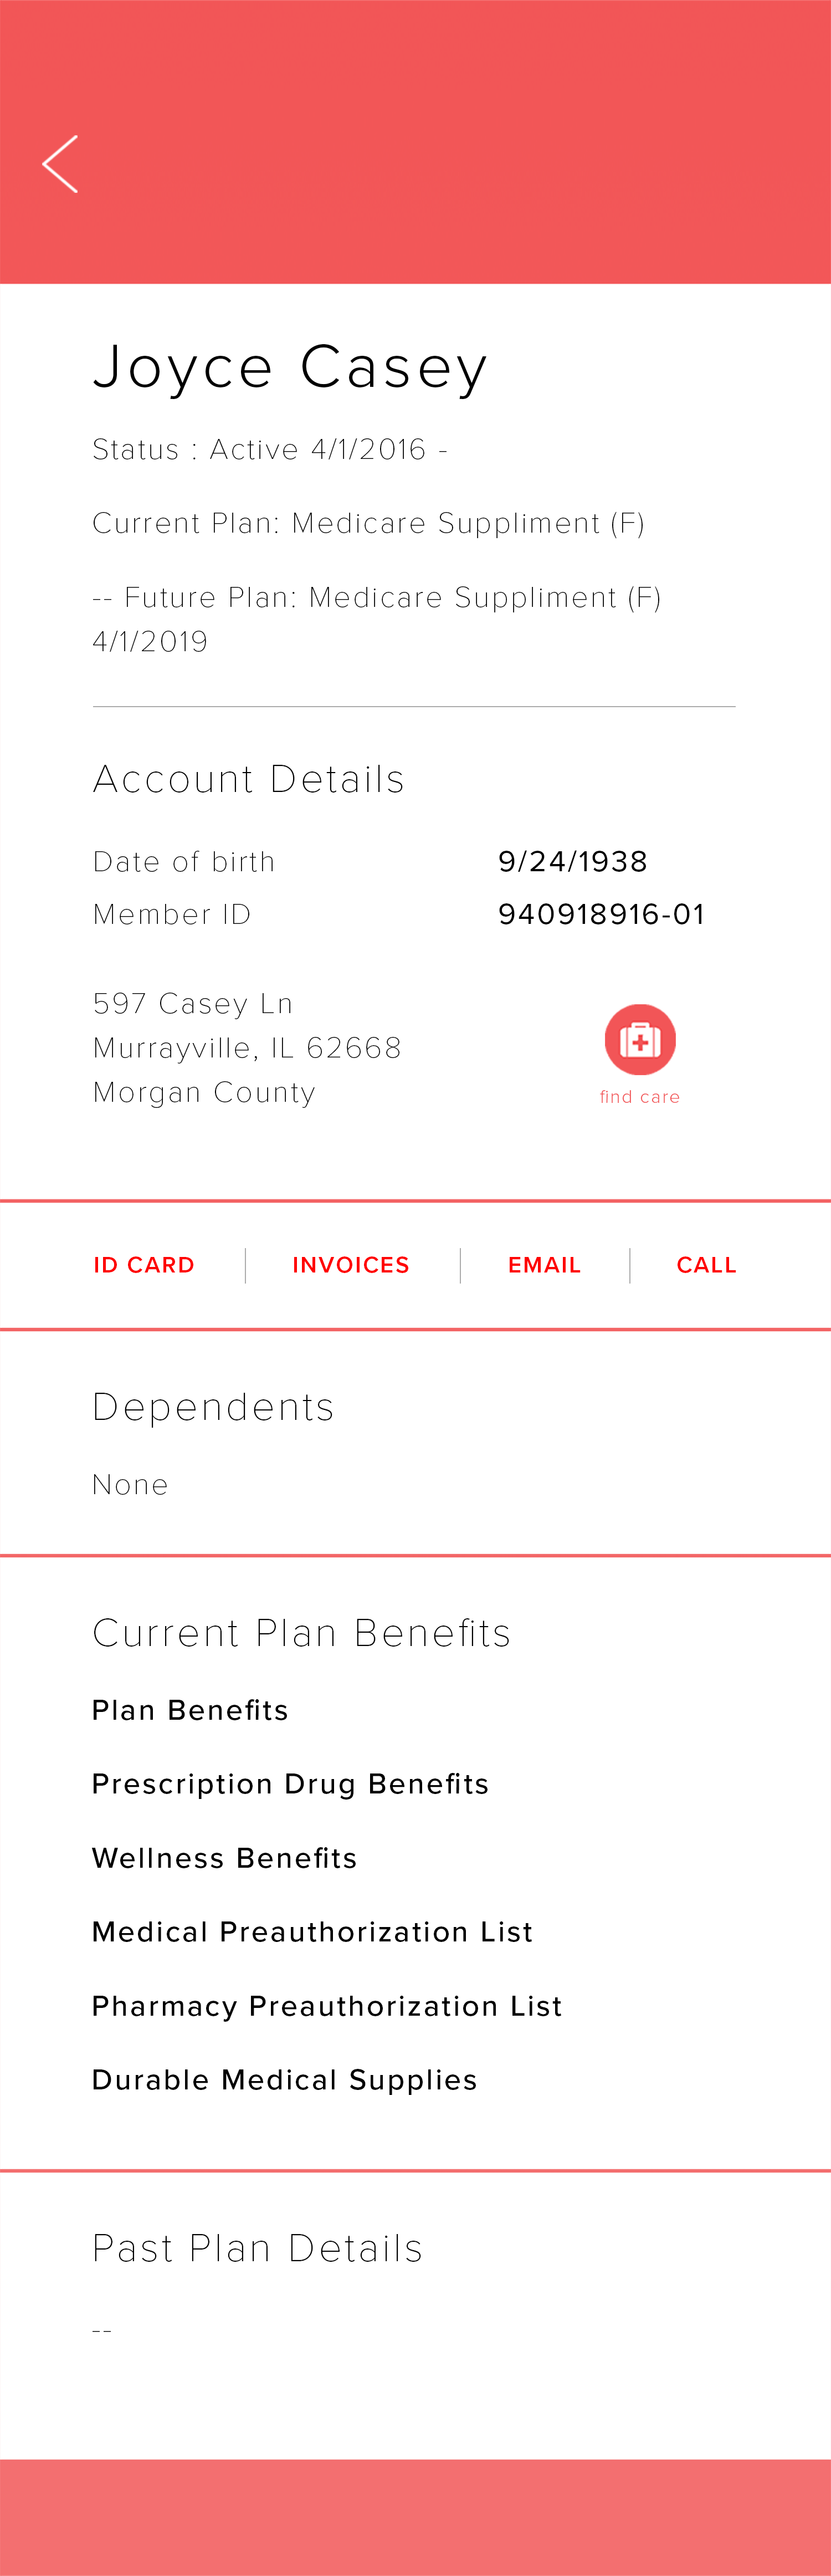 Joyce Casey
Status : Active 4/1/2016 -
Current Plan: Medicare Suppliment (F)
-- Future Plan: Medicare Suppliment (F)
4/1/2019
Account Details
Date of birth 9/24/1938
Member ID 940918916-01
597 Casey Ln
Murrayville, IL 62668
Morgan County
find care
ID CARD INVOICES EMAIL CALL
Dependents
None
Current Plan Benefits
Plan Benefits
Prescription Drug Benefits
Wellness Benefits
Medical Preauthorization List
Pharmacy Preauthorization List
Durable Medical Supplies
Past Plan Details
--